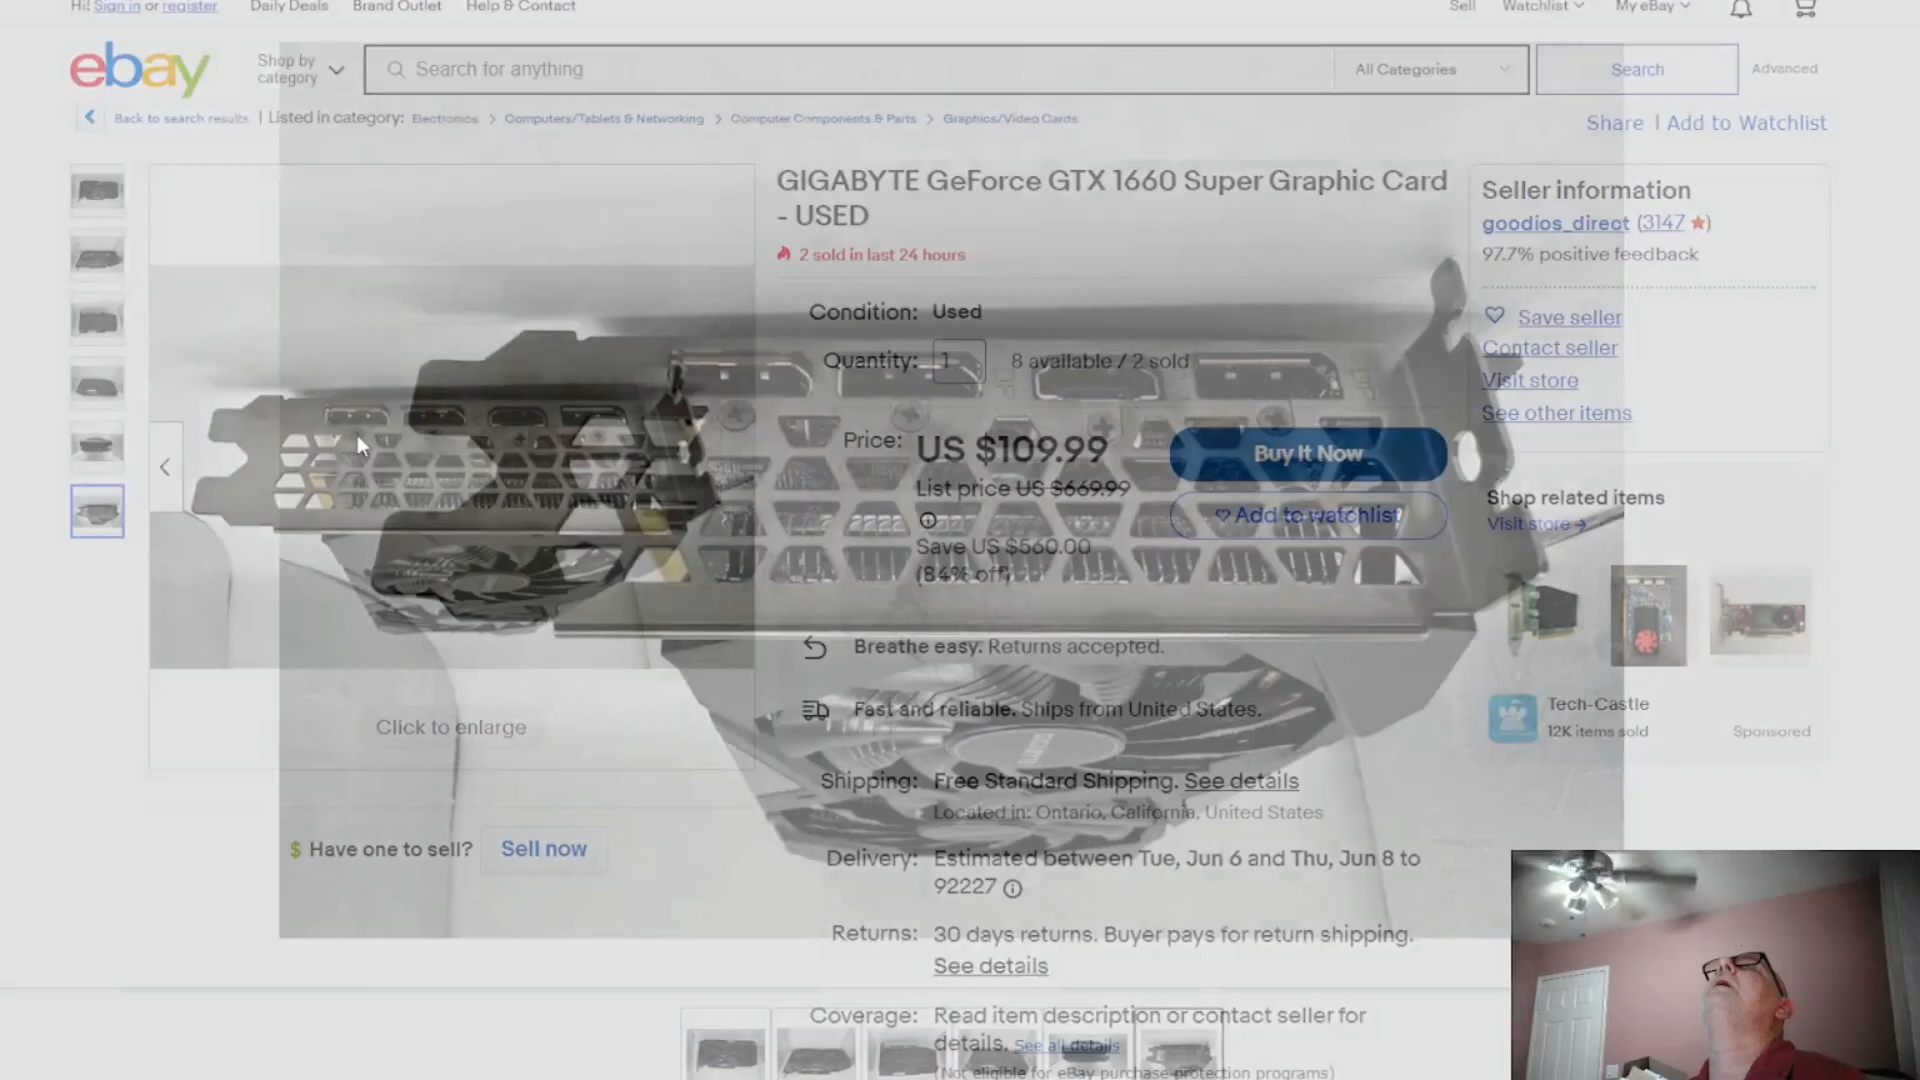 Hi! Sign in or register
Daily Deals
Brand Outlet
Help & Contact
Sell
Watchlist
My eBay
ebay
Shop by
category
Search for anything
All Categories
Search
Advanced
Back to search results
| Listed in category:
Electronics > Computers/Tablets & Networking > Computer Components & Parts > Graphics/Video Cards
Share | Add to Watchlist
GIGABYTE GeForce GTX 1660 Super Graphic Card
- USED
2 sold in last 24 hours
Condition: Used
Quantity: 1
8 available / 2 sold
Price: US $109.99
Buy It Now
List price US $669.99
Add to watchlist
Save US $560.00
(84% off)
Breathe easy. Returns accepted.
Fast and reliable. Ships from United States.
Shipping: Free Standard Shipping. See details
Located in: Ontario, California, United States
Delivery: Estimated between Tue, Jun 6 and Thu, Jun 8 to
92227
Returns: 30 days returns. Buyer pays for return shipping.
See details
Coverage: Read item description or contact seller for
details. See all details
(Not eligible for eBay purchase protection programs)
Click to enlarge
$ Have one to sell?
Sell now
Seller information
goodios_direct (3147 ★)
97.7% positive feedback
Save seller
Contact seller
Visit store
See other items
Shop related items
Visit store →
Tech-Castle
12K items sold
Sponsored